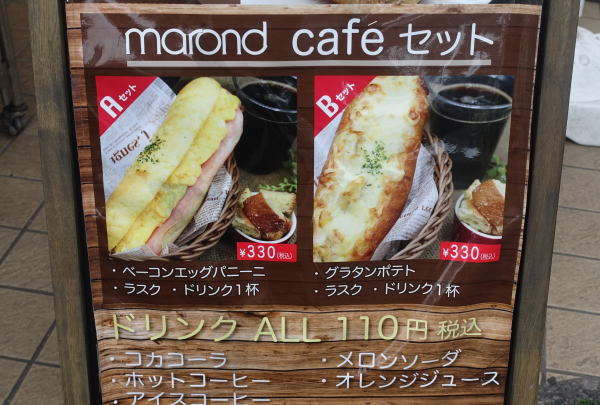 marond café セット
Aセット
Bセット
¥330(税込)
¥330(税込)
・ベーコンエッグパニーニ
・ラスク ・ドリンク1杯
・グラタンポテト
・ラスク ・ドリンク1杯
ドリンク ALL 110円 税込
・コカコーラ
・メロンソーダ
・ホットコーヒー
・オレンジジュース
・アイスコーヒー